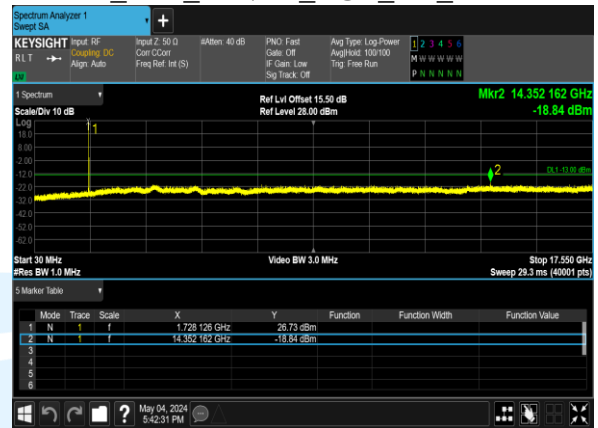 Spectrum Analyzer 1
Swept SA
+
KEYSIGHT Input: RF Input Z: 50 Ω #Atten: 40 dB PNO: Fast Avg Type: Log-Power 1 2 3 4 5 6
R L T Coupling: DC Corr CCorr Gate: Off Avg|Hold: 100/100 M W W W W W
Align: Auto Freq Ref: Int (S) IF Gain: Low Trig: Free Run
Sig Track: Off P N N N N N
1 Spectrum Ref Lvl Offset 15.50 dB Mkr2 14.352 162 GHz
Scale/Div 10 dB Ref Level 28.00 dBm -18.84 dBm
Log
18.0
8.00
-2.00
-12.0
-22.0
-32.0
-42.0
-52.0
-62.0
1
2
DL1 -13.00 dBm
Start 30 MHz Video BW 3.0 MHz Stop 17.550 GHz
#Res BW 1.0 MHz Sweep 29.3 ms (40001 pts)
5 Marker Table
Mode Trace Scale X Y Function Function Width Function Value
1 N 1 f 1.728 126 GHz 26.73 dBm
2 N 1 f 14.352 162 GHz -18.84 dBm
3
4
5
6
? May 04, 2024
5:42:31 PM